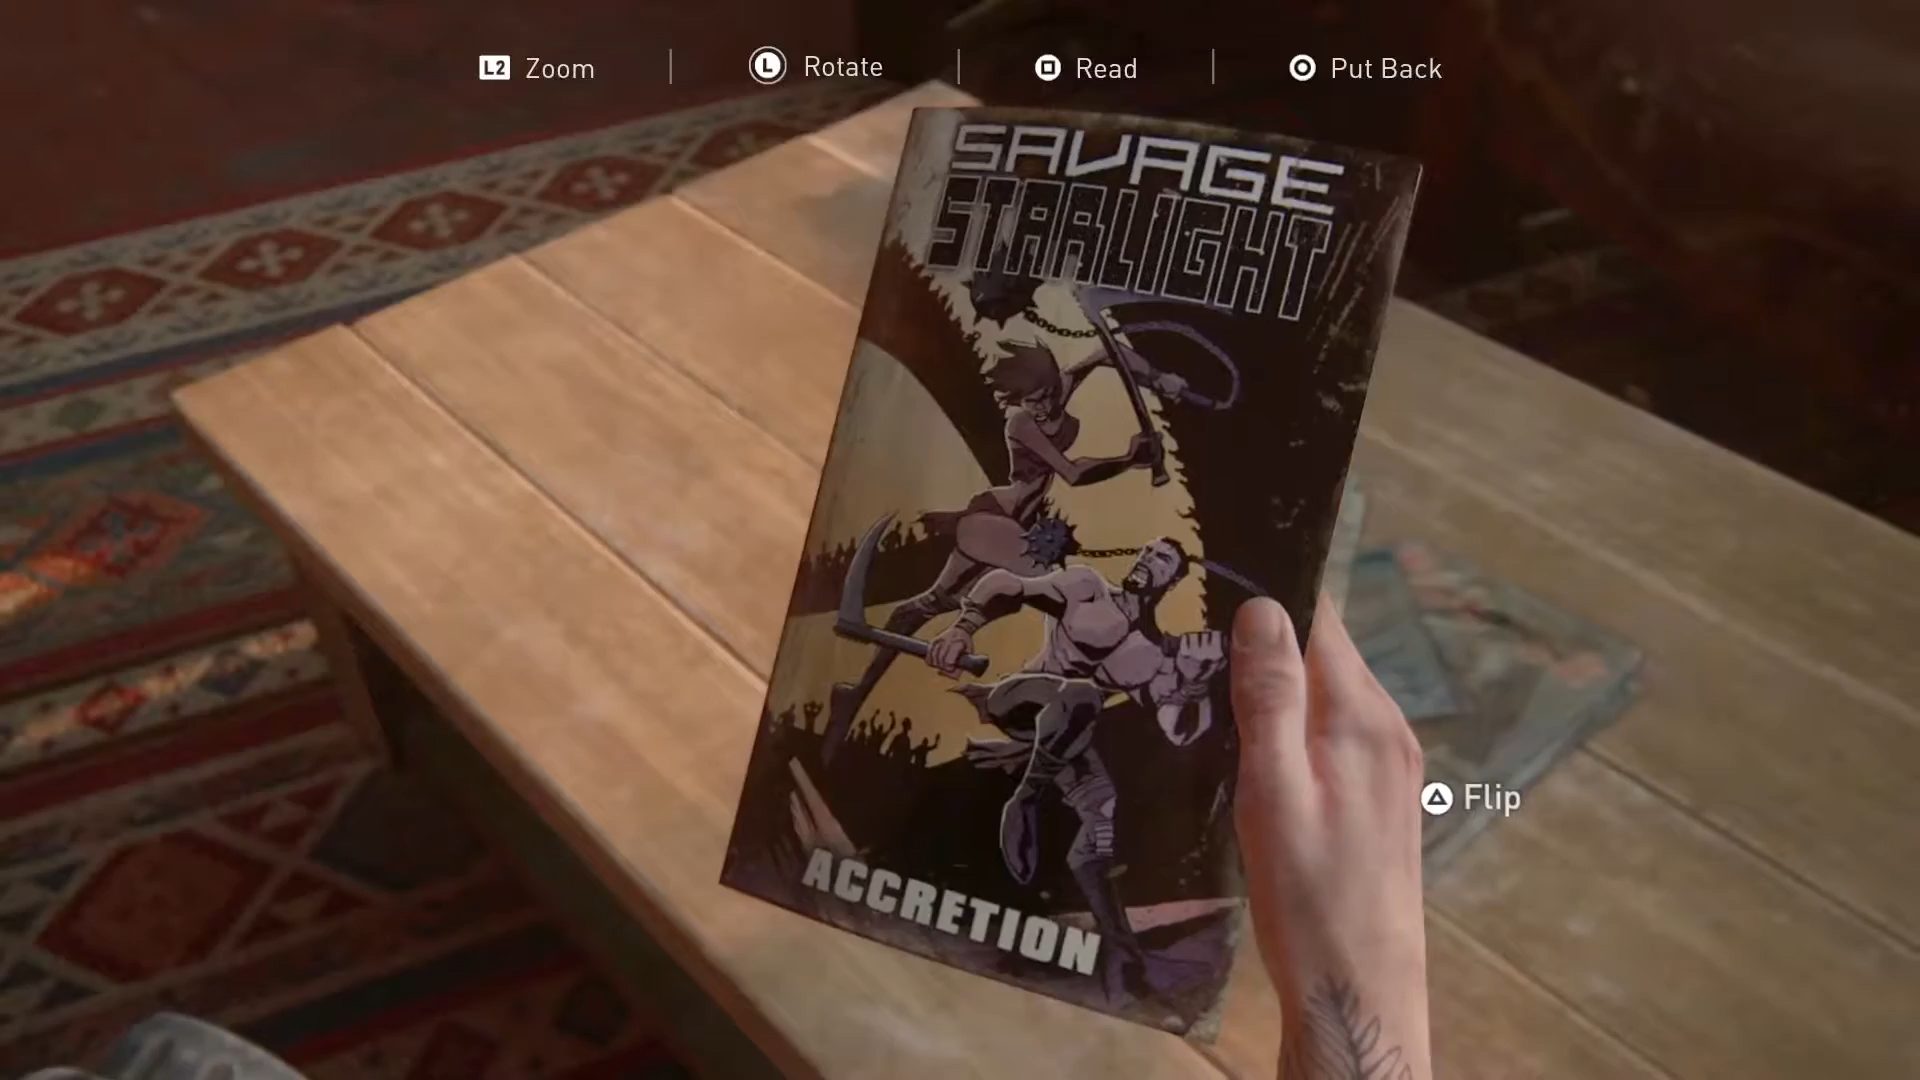 L2 Zoom
L Rotate
Read
Put Back
SAVAGE
STARLIGHT
ACCRETION
Flip